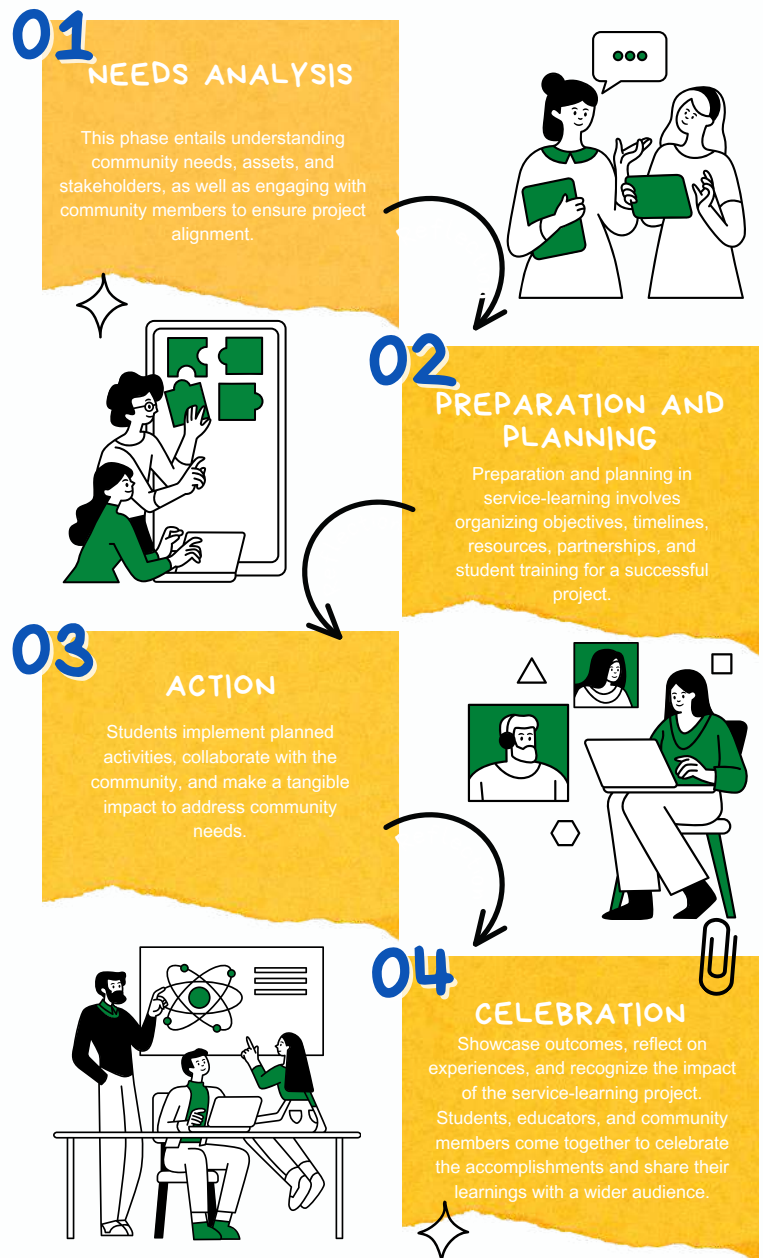 01
NEEDS ANALYSIS
This phase entails understanding
community needs, assets, and
stakeholders, as well as engaging with
community members to ensure project
alignment.
02
PREPARATION AND
PLANNING
Preparation and planning in
service-learning involves
organizing objectives, timelines,
resources, partnerships, and
student training for a successful
project.
03
ACTION
Students implement planned
activities, collaborate with the
community, and make a tangible
impact to address community
needs.
04
CELEBRATION
Showcase outcomes, reflect on
experiences, and recognize the impact
of the service-learning project.
Students, educators, and community
members come together to celebrate
the accomplishments and share their
learnings with a wider audience.